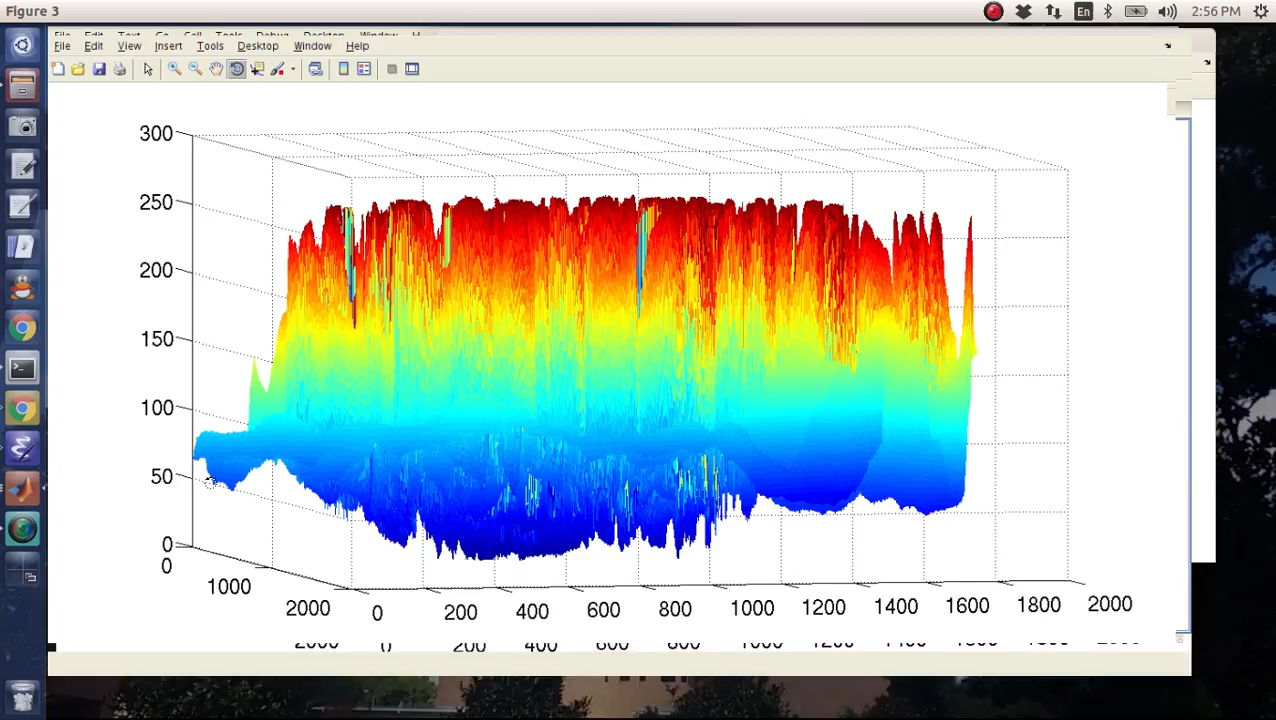 Figure 3
En
2:56 PM
File Edit View Insert Tools Desktop Window Help
300
250
200
150
100
50
0
0
1000
2000
0 200 400 600 800 1000 1200 1400 1600 1800 2000